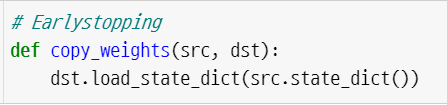 # Earlystopping
def copy_weights(src, dst):
    dst.load_state_dict(src.state_dict())